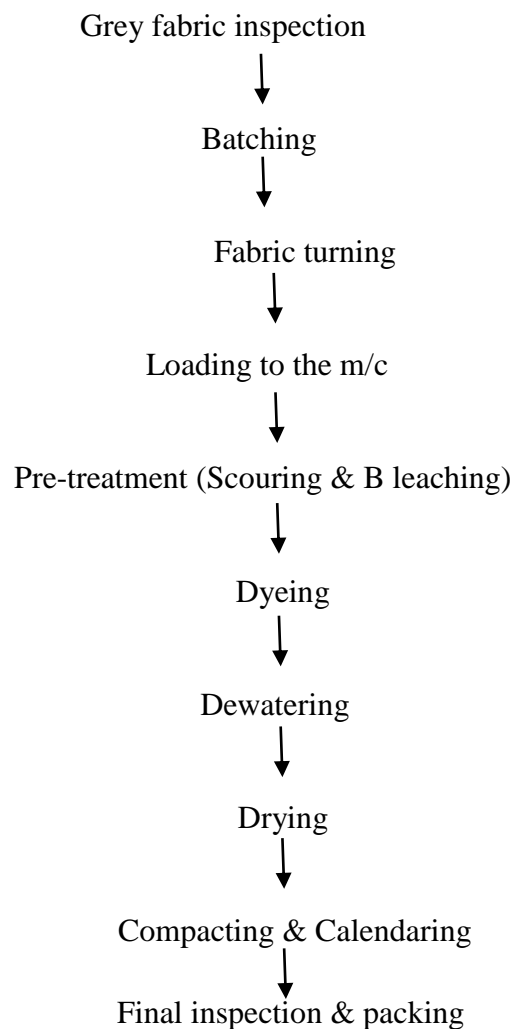 Grey fabric inspection
Batching
Fabric turning
Loading to the m/c
Pre-treatment (Scouring & B leaching)
Dyeing
Dewatering
Drying
Compacting & Calendaring
Final inspection & packing